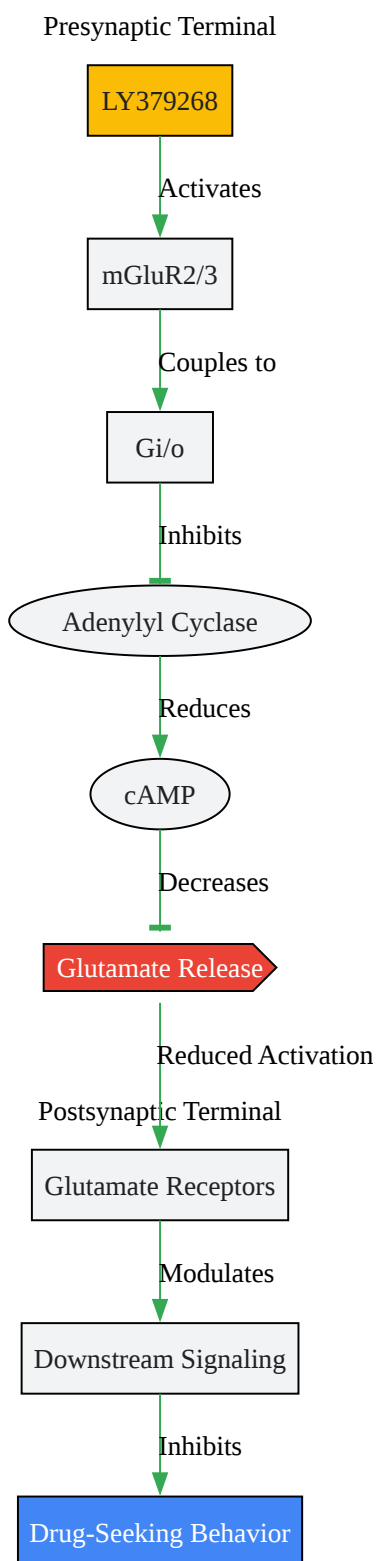 Presynaptic Terminal
LY379268
Activates
mGluR2/3
Couples to
Gi/o
Inhibits
Adenylyl Cyclase
Reduces
cAMP
Decreases
Glutamate Release
Reduced Activation
Postsynaptic Terminal
Glutamate Receptors
Modulates
Downstream Signaling
Inhibits
Drug-Seeking Behavior